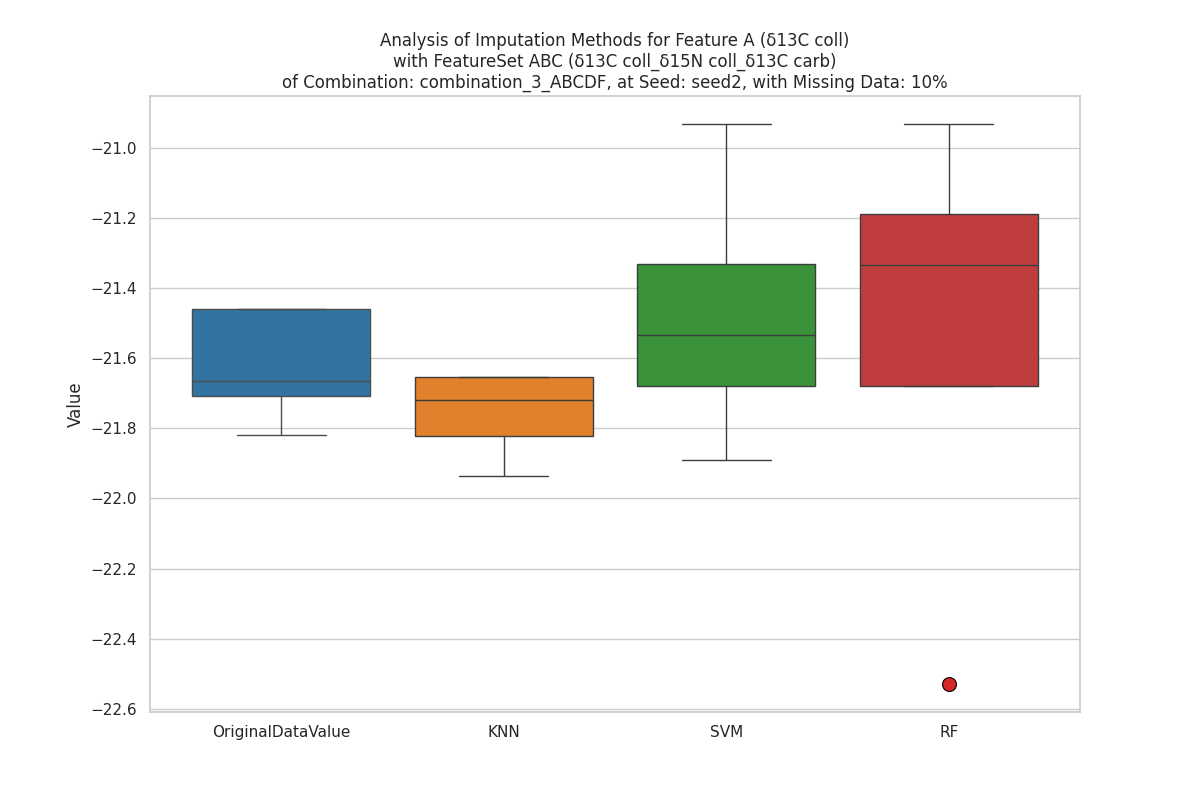 Analysis of Imputation Methods for Feature A (δ13C coll)
with FeatureSet ABC (δ13C coll_δ15N coll_δ13C carb)
of Combination: combination_3_ABCDF, at Seed: seed2, with Missing Data: 10%
Value
−21.0
−21.2
−21.4
−21.6
−21.8
−22.0
−22.2
−22.4
−22.6
OriginalDataValue
KNN
SVM
RF